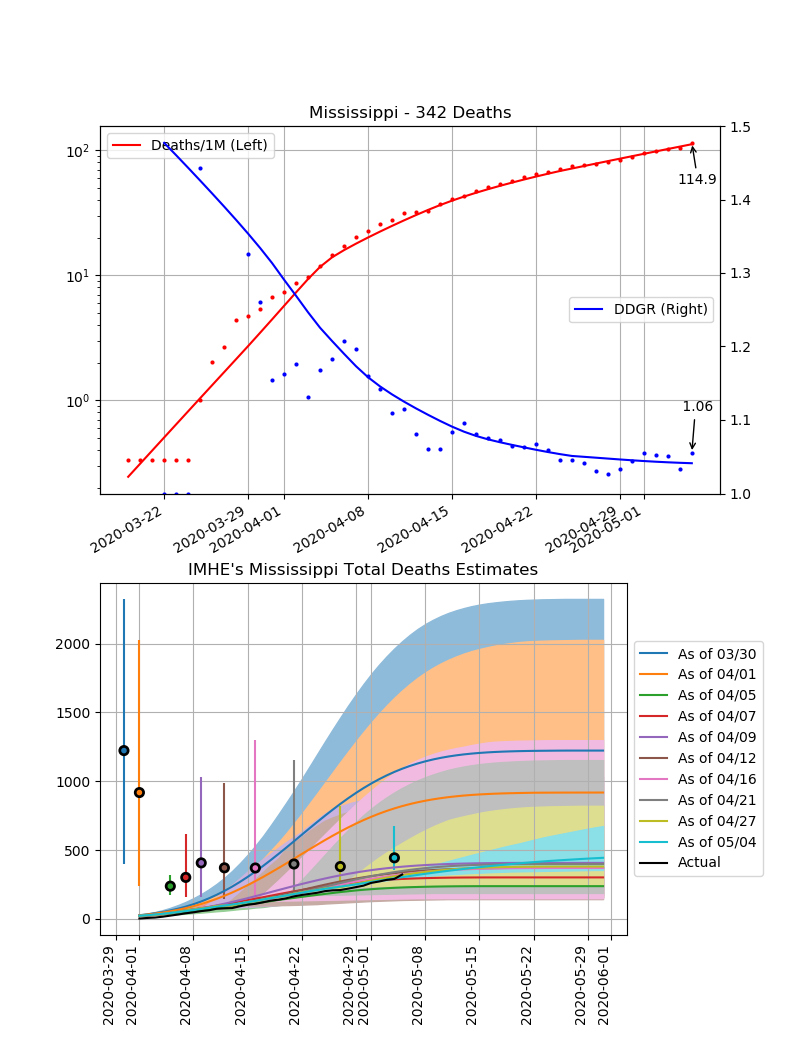 Mississippi - 342 Deaths
Deaths/1M (Left)
DDGR (Right)
114.9
1.06
10²
10¹
10⁰
1.5
1.4
1.3
1.2
1.1
1.0
2020-03-22
2020-03-29
2020-04-01
2020-04-08
2020-04-15
2020-04-22
2020-04-29
2020-05-01
IMHE's Mississippi Total Deaths Estimates
2000
1500
1000
500
0
2020-03-29
2020-04-01
2020-04-08
2020-04-15
2020-04-22
2020-04-29
2020-05-01
2020-05-08
2020-05-15
2020-05-22
2020-05-29
2020-06-01
As of 03/30
As of 04/01
As of 04/05
As of 04/07
As of 04/09
As of 04/12
As of 04/16
As of 04/21
As of 04/27
As of 05/04
Actual